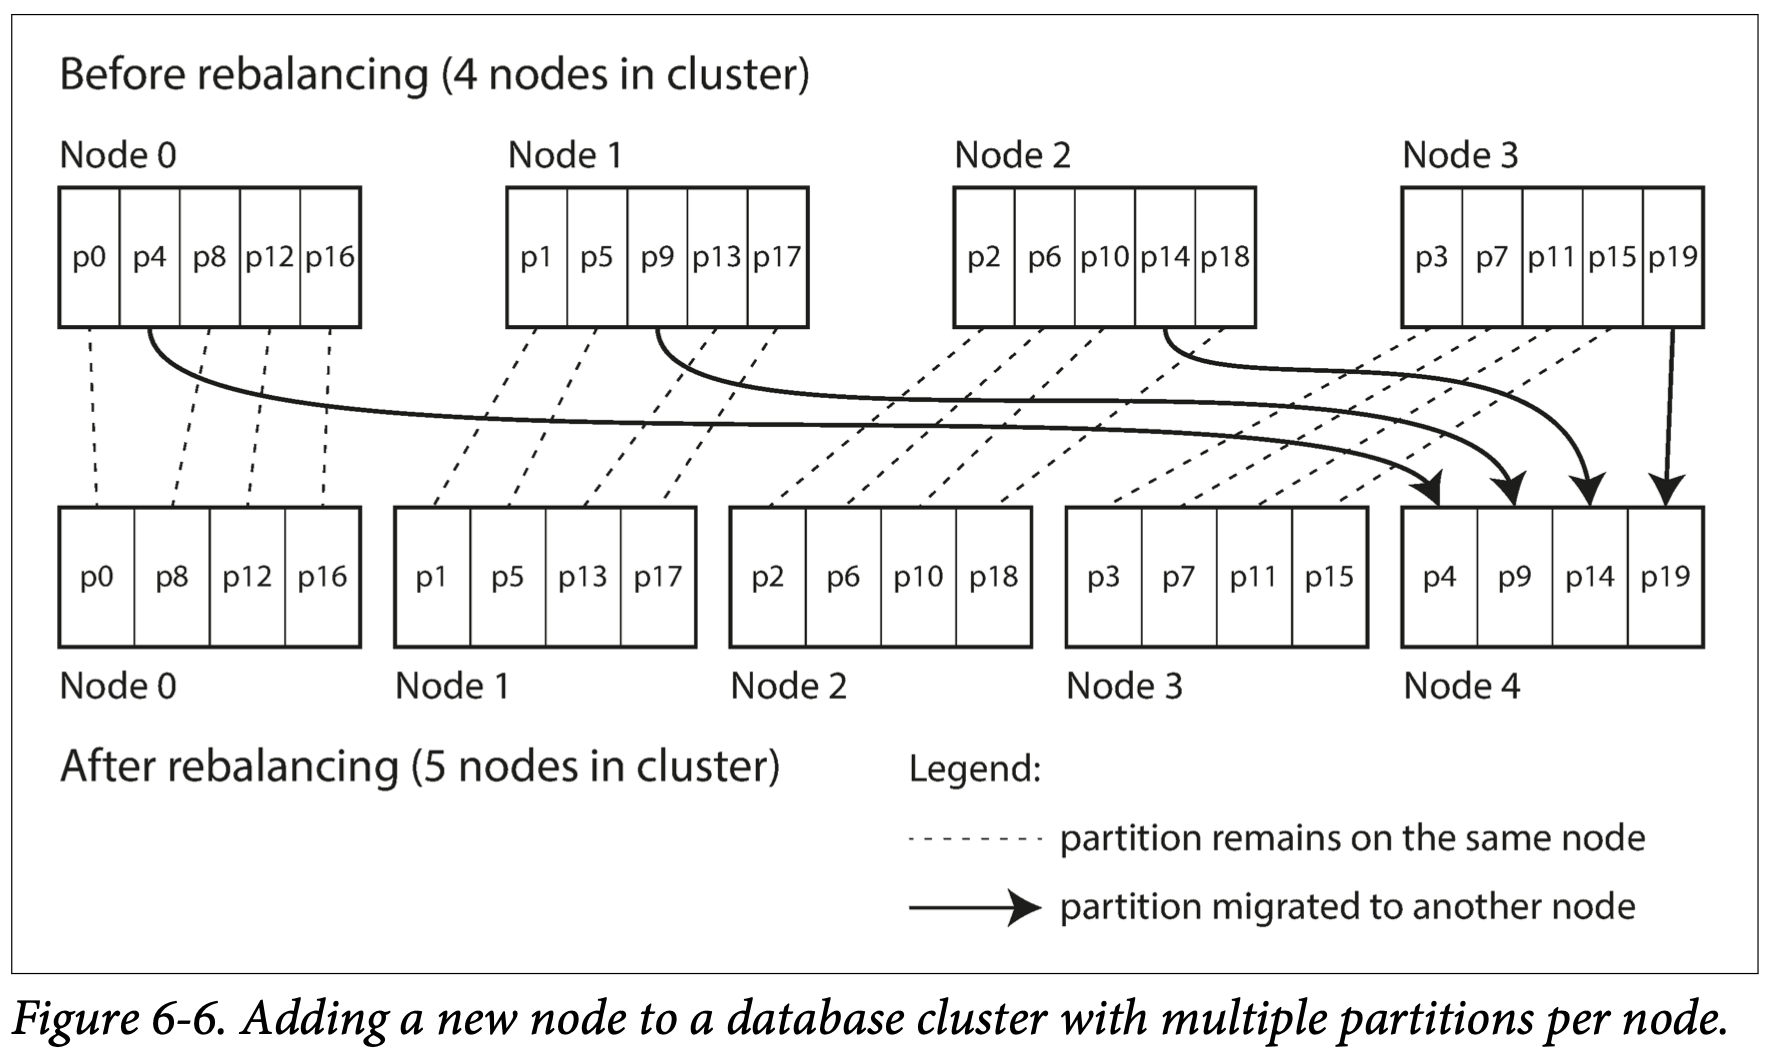 Before rebalancing (4 nodes in cluster)
Node 0 Node 1 Node 2 Node 3
p0 p4 p8 p12 p16 p1 p5 p9 p13 p17 p2 p6 p10 p14 p18 p3 p7 p11 p15 p19
p0 p8 p12 p16 p1 p5 p13 p17 p2 p6 p10 p18 p3 p7 p11 p15 p4 p9 p14 p19
Node 0 Node 1 Node 2 Node 3 Node 4
After rebalancing (5 nodes in cluster)
Legend:
partition remains on the same node
partition migrated to another node
Figure 6-6. Adding a new node to a database cluster with multiple partitions per node.